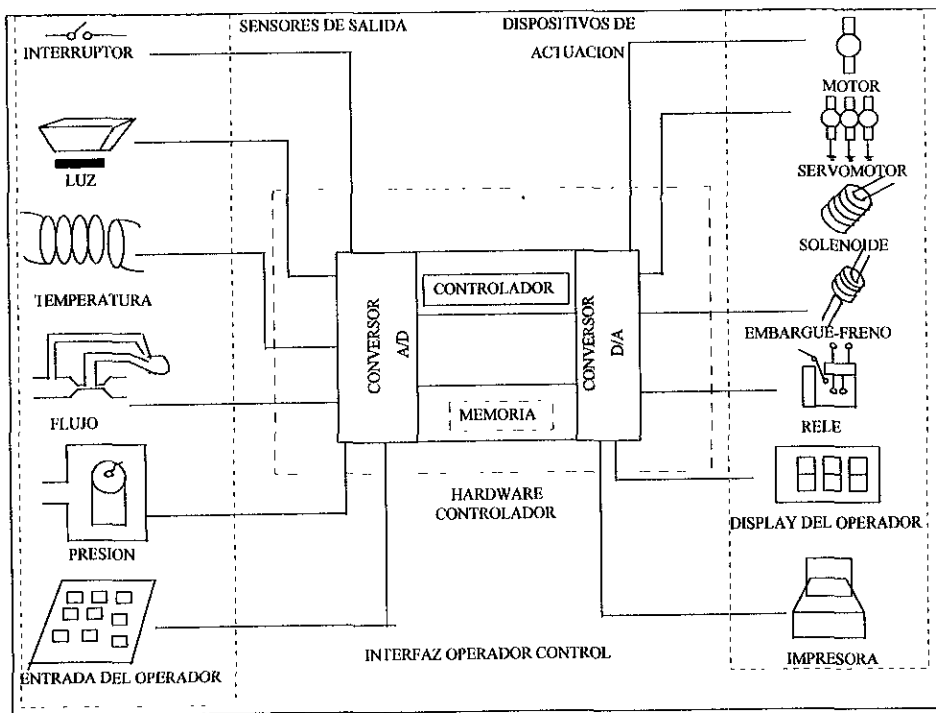 SENSORES DE SALIDA
DISPOSITIVOS DE
ACTUACION
INTERRUPTOR
LUZ
TEMPERATURA
FLUJO
PRESION
ENTRADA DEL OPERADOR
CONVERSOR
A/D
CONTROLADOR
MEMORIA
CONVERSOR
D/A
HARDWARE
CONTROLADOR
INTERFAZ OPERADOR CONTROL
MOTOR
SERVOMOTOR
SOLENOIDE
EMBARGUE-FRENO
RELE
DISPLAY DEL OPERADOR
IMPRESORA